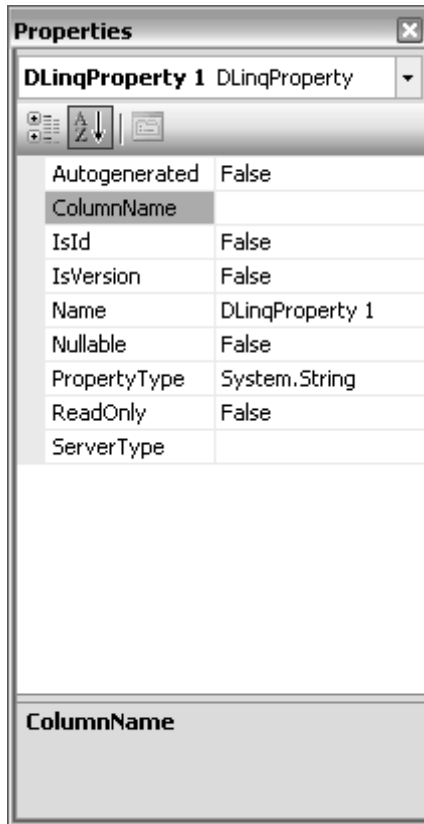 Properties
DLinqProperty 1 DLinqProperty
Autogenerated False
ColumnName
IsId False
IsVersion False
Name DLinqProperty 1
Nullable False
PropertyType System.String
ReadOnly False
ServerType
ColumnName